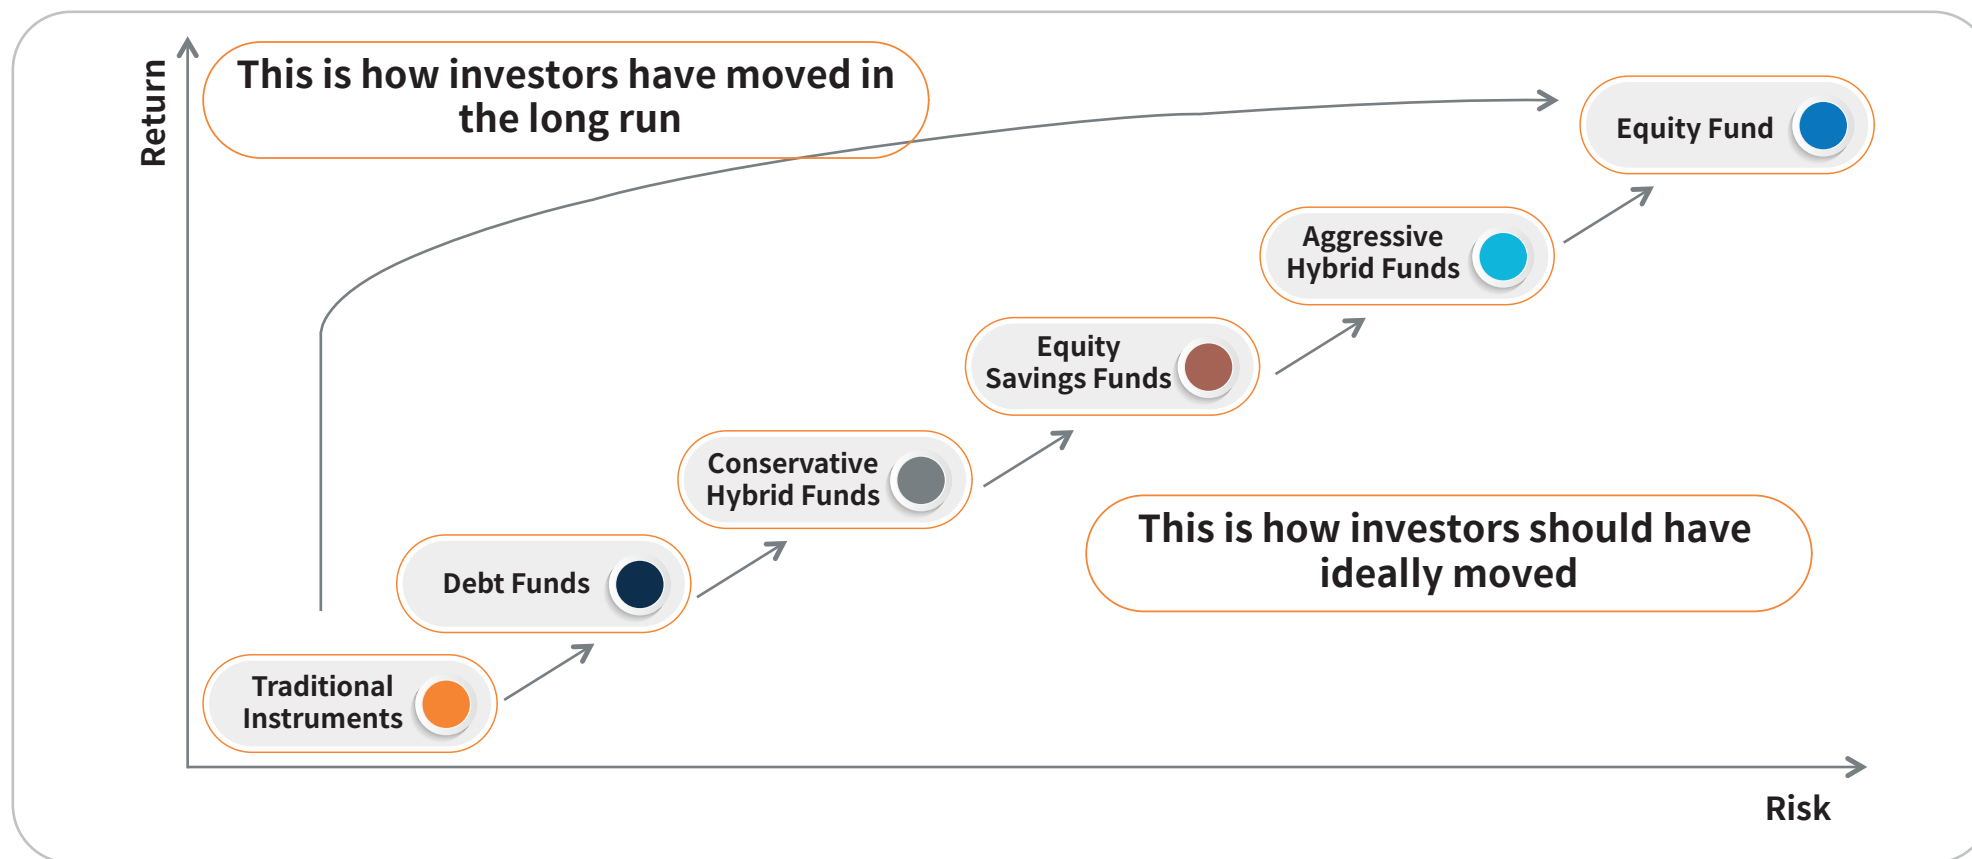 Return
This is how investors have moved in
the long run
Equity Fund
Aggressive
Hybrid Funds
Equity
Savings Funds
Conservative
Hybrid Funds
This is how investors should have
ideally moved
Debt Funds
Traditional
Instruments
Risk